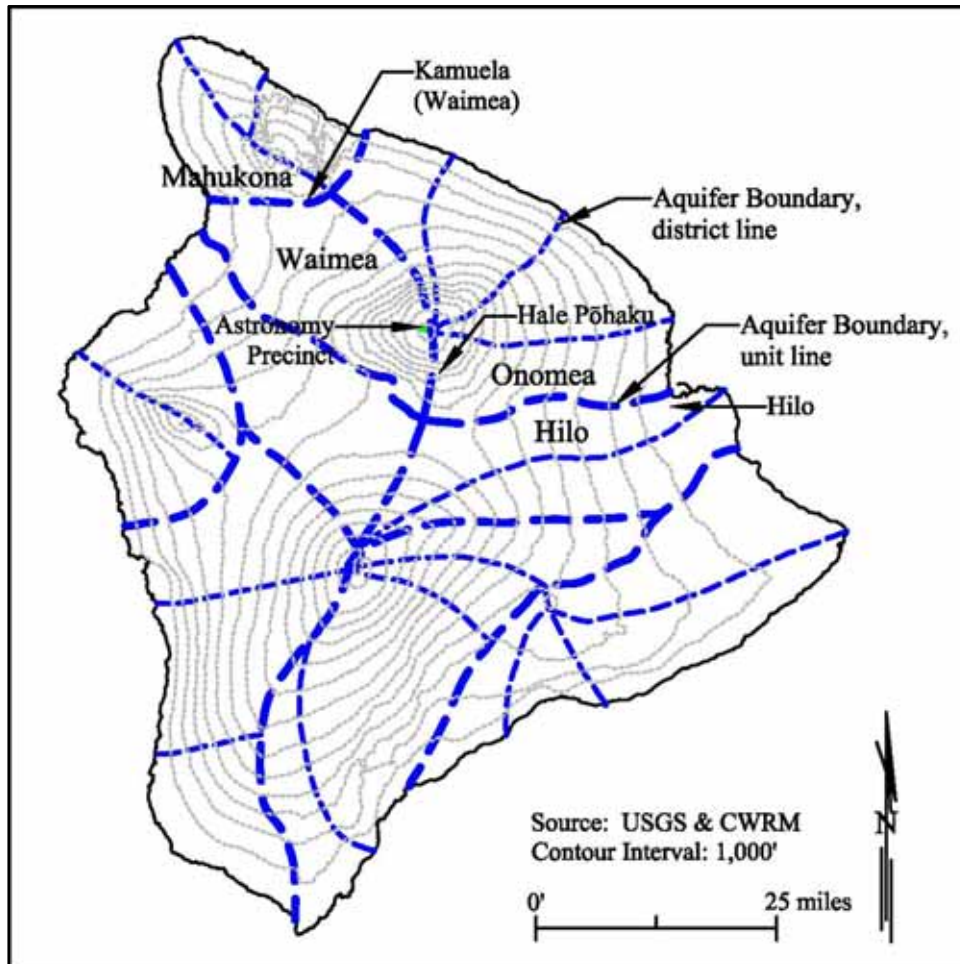 Kamuela
(Waimea)
Mahukona
Aquifer Boundary,
district line
Waimea
Astronomy
Precinct
Hale Pōhaku
Aquifer Boundary,
unit line
Onomea
Hilo
Hilo
Source: USGS & CWRM
Contour Interval: 1,000'
N
0'
25 miles